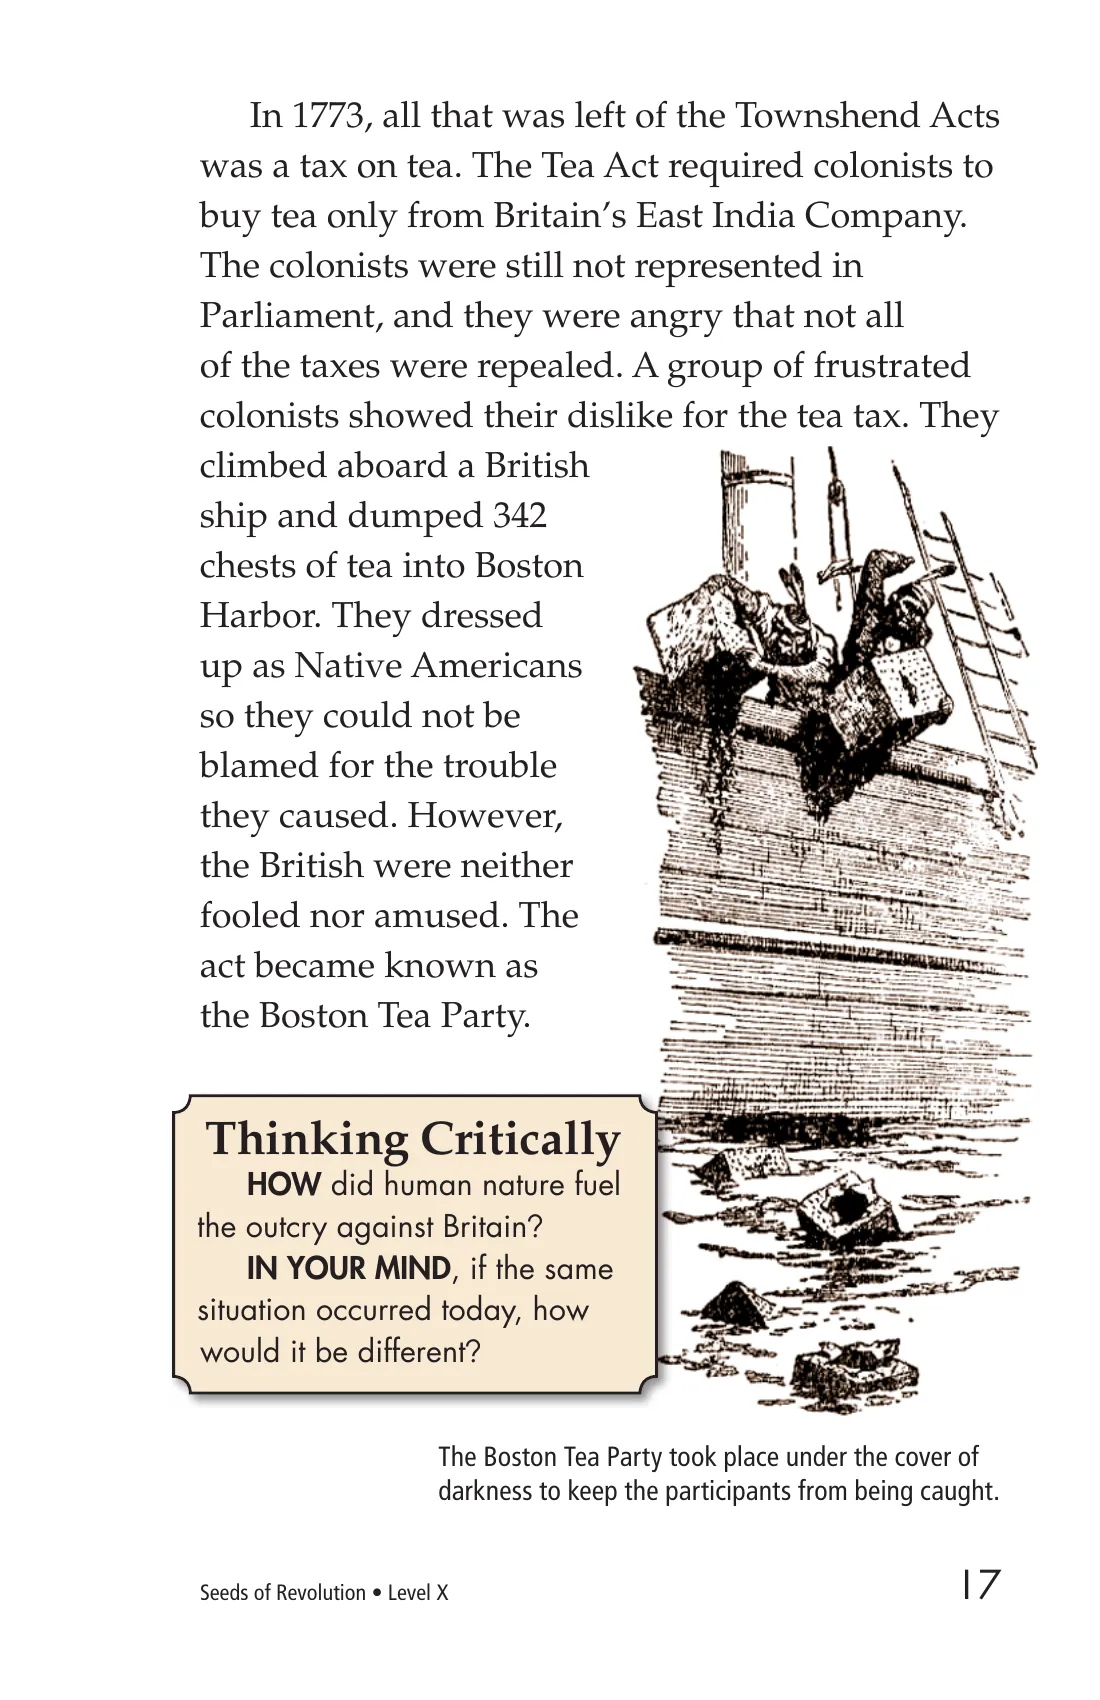 In 1773, all that was left of the Townshend Acts
was a tax on tea. The Tea Act required colonists to
buy tea only from Britain’s East India Company.
The colonists were still not represented in
Parliament, and they were angry that not all
of the taxes were repealed. A group of frustrated
colonists showed their dislike for the tea tax. They
climbed aboard a British
ship and dumped 342
chests of tea into Boston
Harbor. They dressed
up as Native Americans
so they could not be
blamed for the trouble
they caused. However,
the British were neither
fooled nor amused. The
act became known as
the Boston Tea Party.
Thinking Critically
HOW did human nature fuel
the outcry against Britain?
IN YOUR MIND, if the same
situation occurred today, how
would it be different?
The Boston Tea Party took place under the cover of
darkness to keep the participants from being caught.
Seeds of Revolution • Level X
17